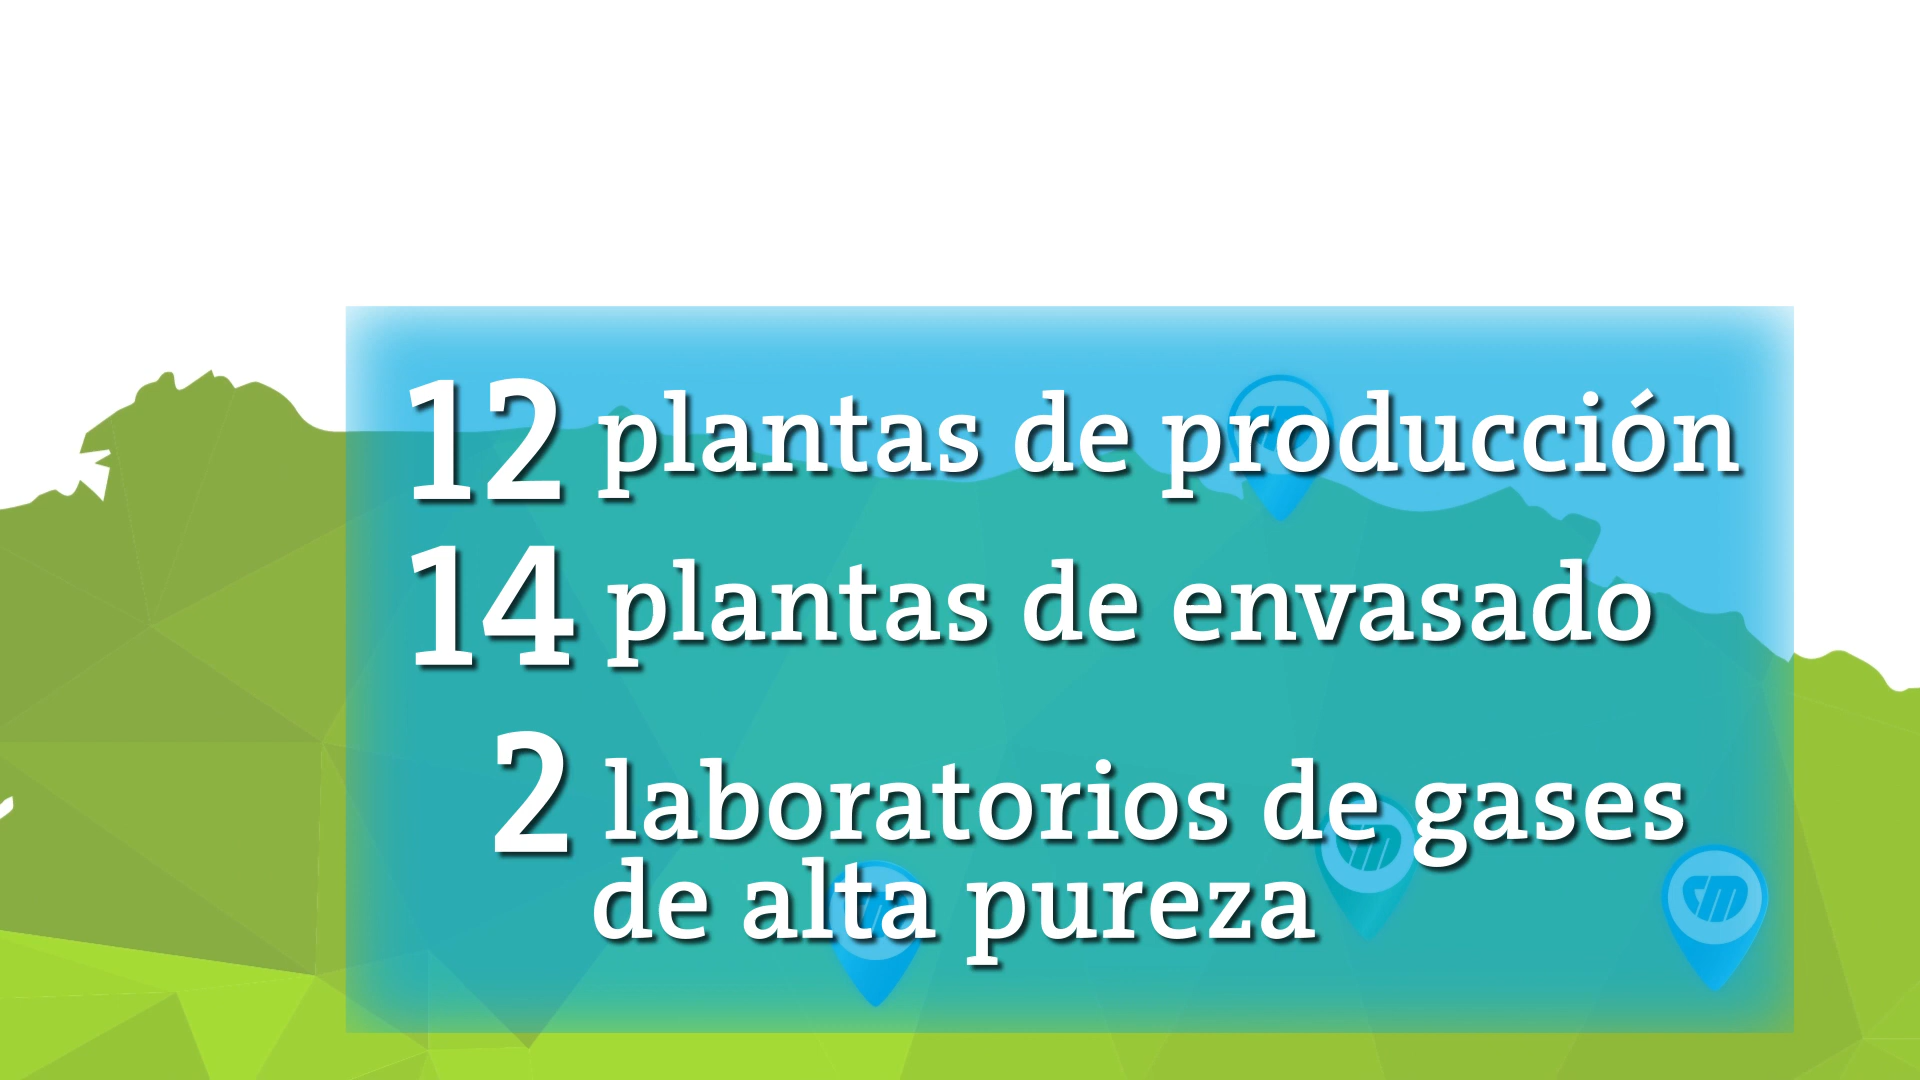 12 plantas de producción
14 plantas de envasado
2 laboratorios de gases
de alta pureza